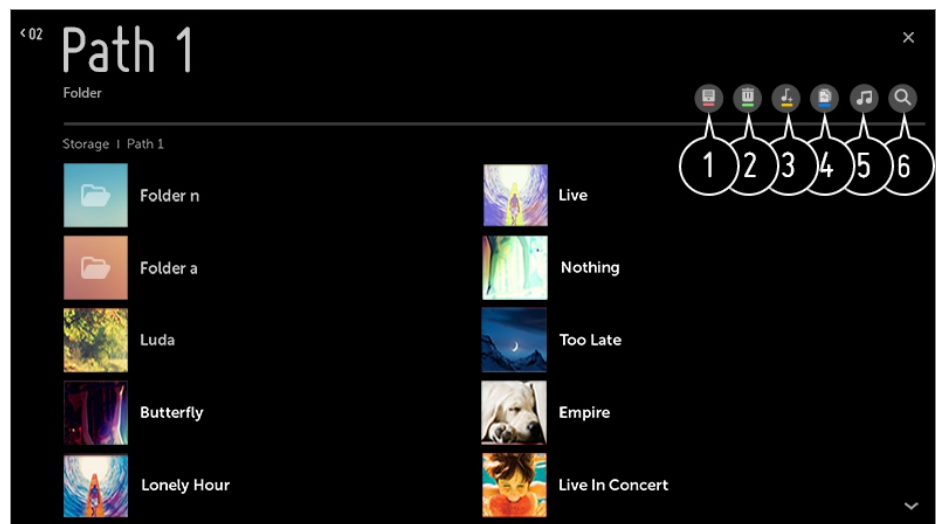 < 02
Path 1
Folder
1 2 3 4 5 6
Storage I Path 1
Folder n
Live
Folder a
Nothing
Luda
Too Late
Butterfly
Empire
Lonely Hour
Live In Concert